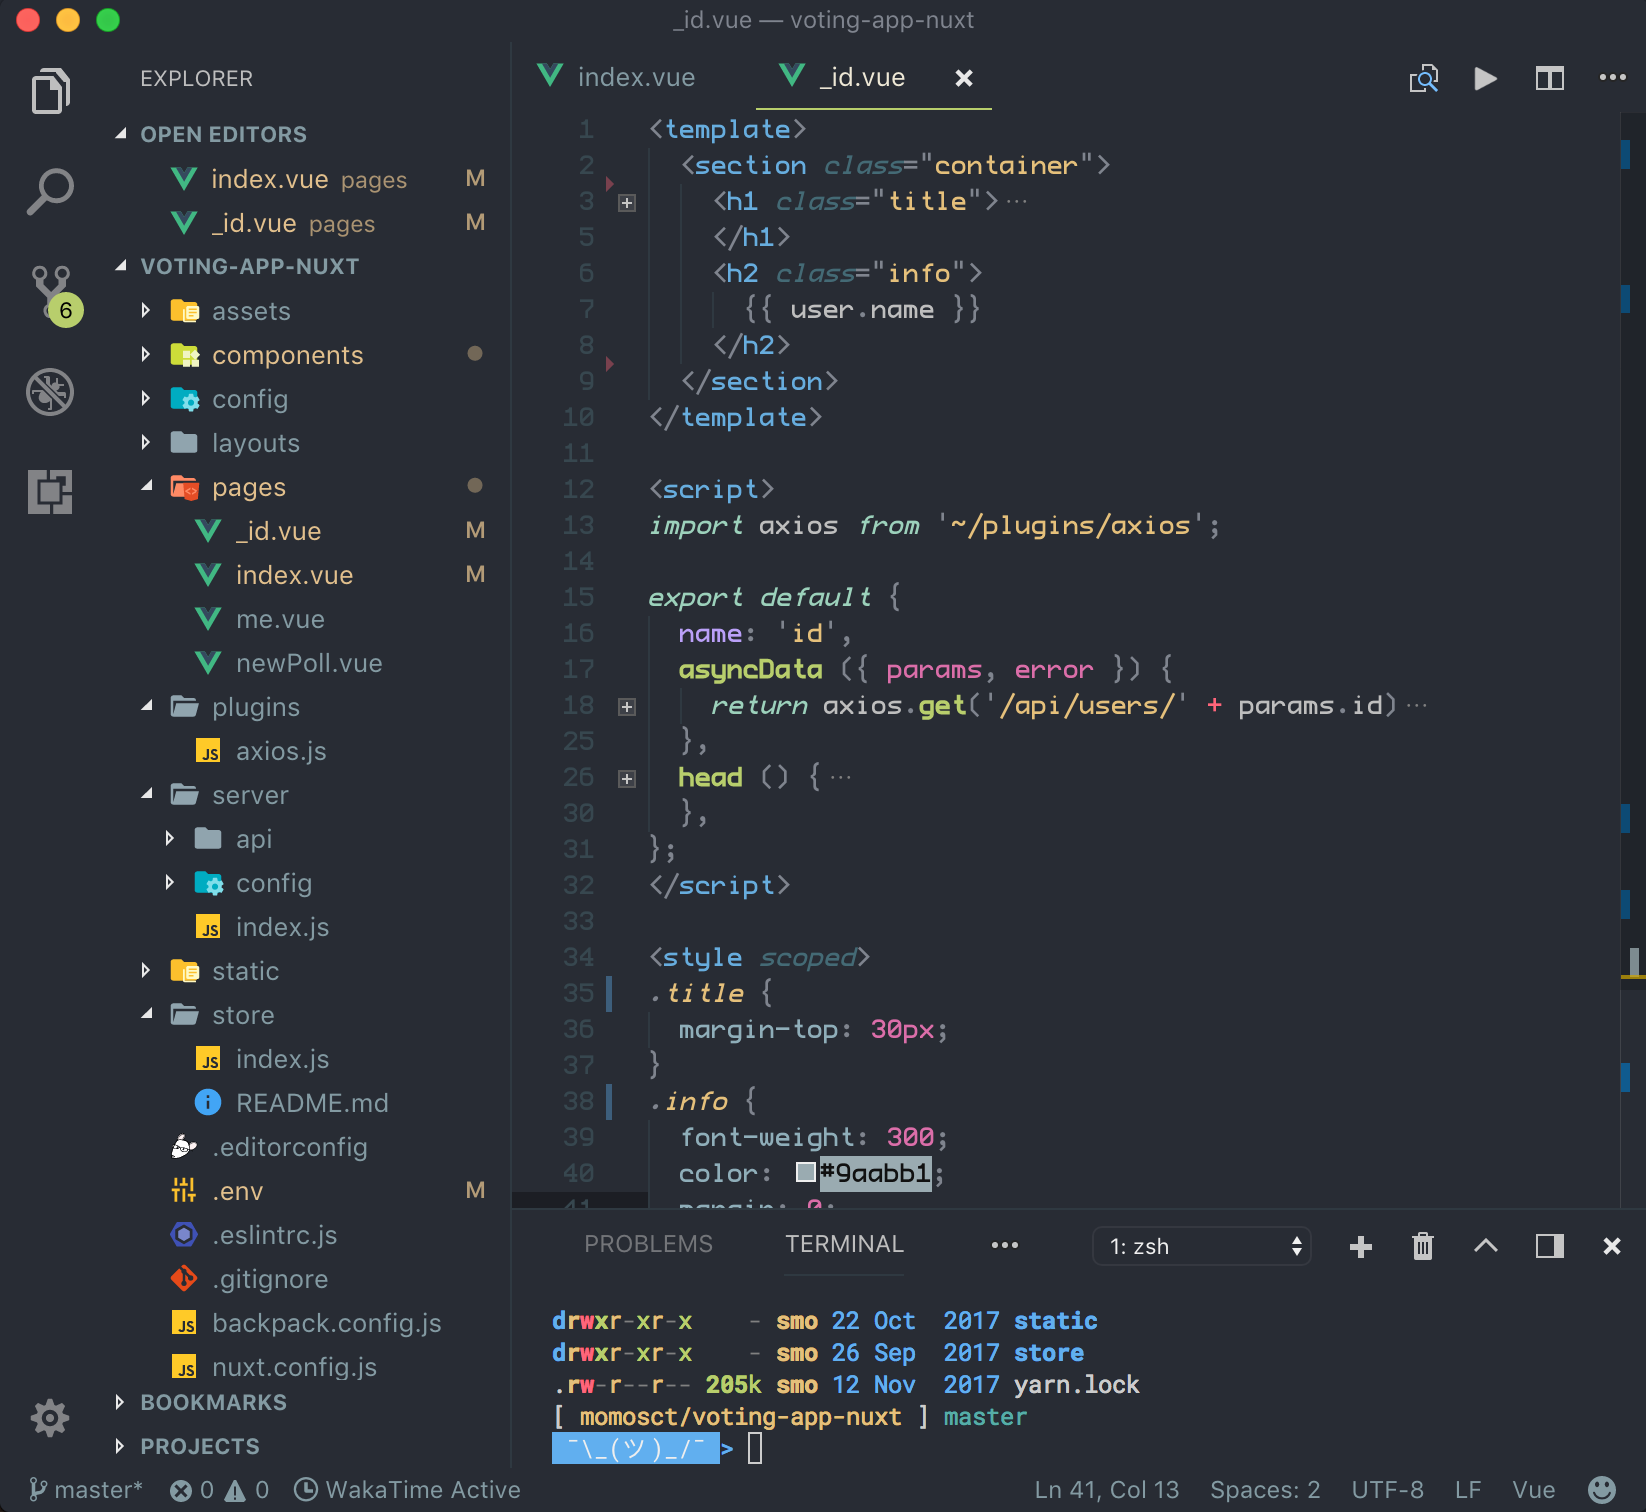 _id.vue — voting-app-nuxt
EXPLORER
OPEN EDITORS
index.vue pages M
_id.vue pages M
VOTING-APP-NUXT
assets
components
config
layouts
pages
_id.vue M
index.vue M
me.vue
newPoll.vue
plugins
JS axios.js
server
api
config
JS index.js
static
store
JS index.js
README.md
.editorconfig
.env M
.eslintrc.js
.gitignore
JS backpack.config.js
JS nuxt.config.js
BOOKMARKS
PROJECTS
6
index.vue _id.vue
1 <template>
2 <section class="container">
3 <h1 class="title">···
5 </h1>
6 <h2 class="info">
7 {{ user.name }}
8 </h2>
9 </section>
10 </template>
11
12 <script>
13 import axios from '~/plugins/axios';
14
15 export default {
16 name: 'id',
17 asyncData ({ params, error }) {
18 return axios.get('/api/users/' + params.id)···
25 },
26 head () {···
30 },
31 };
32 </script>
33
34 <style scoped>
35 .title {
36 margin-top: 30px;
37 }
38 .info {
39 font-weight: 300;
40 color: #9aabb1;
41 margin: 0;
PROBLEMS TERMINAL ••• 1: zsh
drwxr-xr-x - smo 22 Oct 2017 static
drwxr-xr-x - smo 26 Sep 2017 store
.rw-r--r-- 205k smo 12 Nov 2017 yarn.lock
[ momosct/voting-app-nuxt ] master
¯\_(ツ)_/¯ >
master* 0 0 WakaTime Active Ln 41, Col 13 Spaces: 2 UTF-8 LF Vue